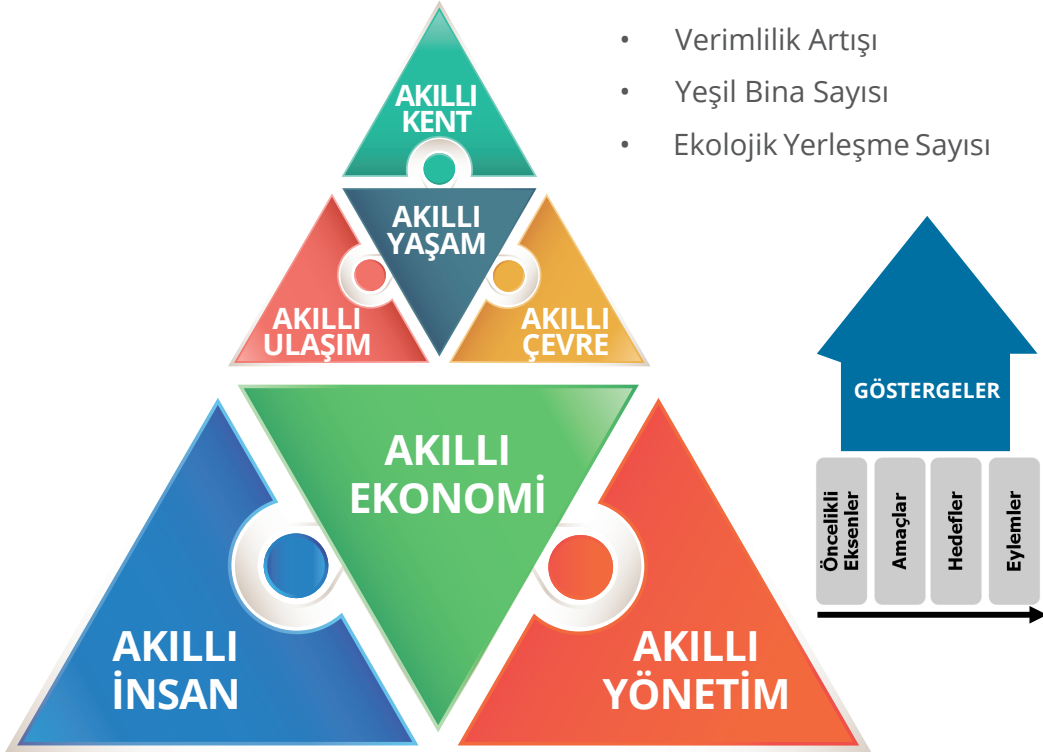 • Verimlilik Artışı
• Yeşil Bina Sayısı
• Ekolojik Yerleşme Sayısı
AKILLI
KENT
AKILLI
YAŞAM
AKILLI
ULAŞIM
AKILLI
ÇEVRE
AKILLI
EKONOMİ
AKILLI
İNSAN
AKILLI
YÖNETİM
GÖSTERGELER
Öncelikli
Eksenler
Amaçlar
Hedefler
Eylemler